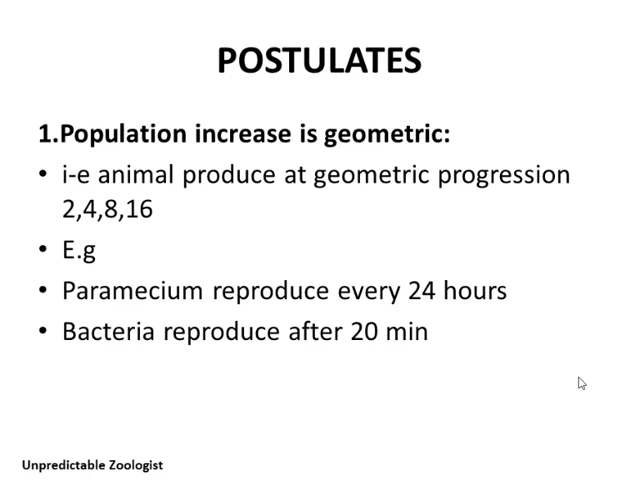 POSTULATES
1.Population increase is geometric:
• i-e animal produce at geometric progression
2,4,8,16
• E.g
• Paramecium reproduce every 24 hours
• Bacteria reproduce after 20 min
Unpredictable Zoologist